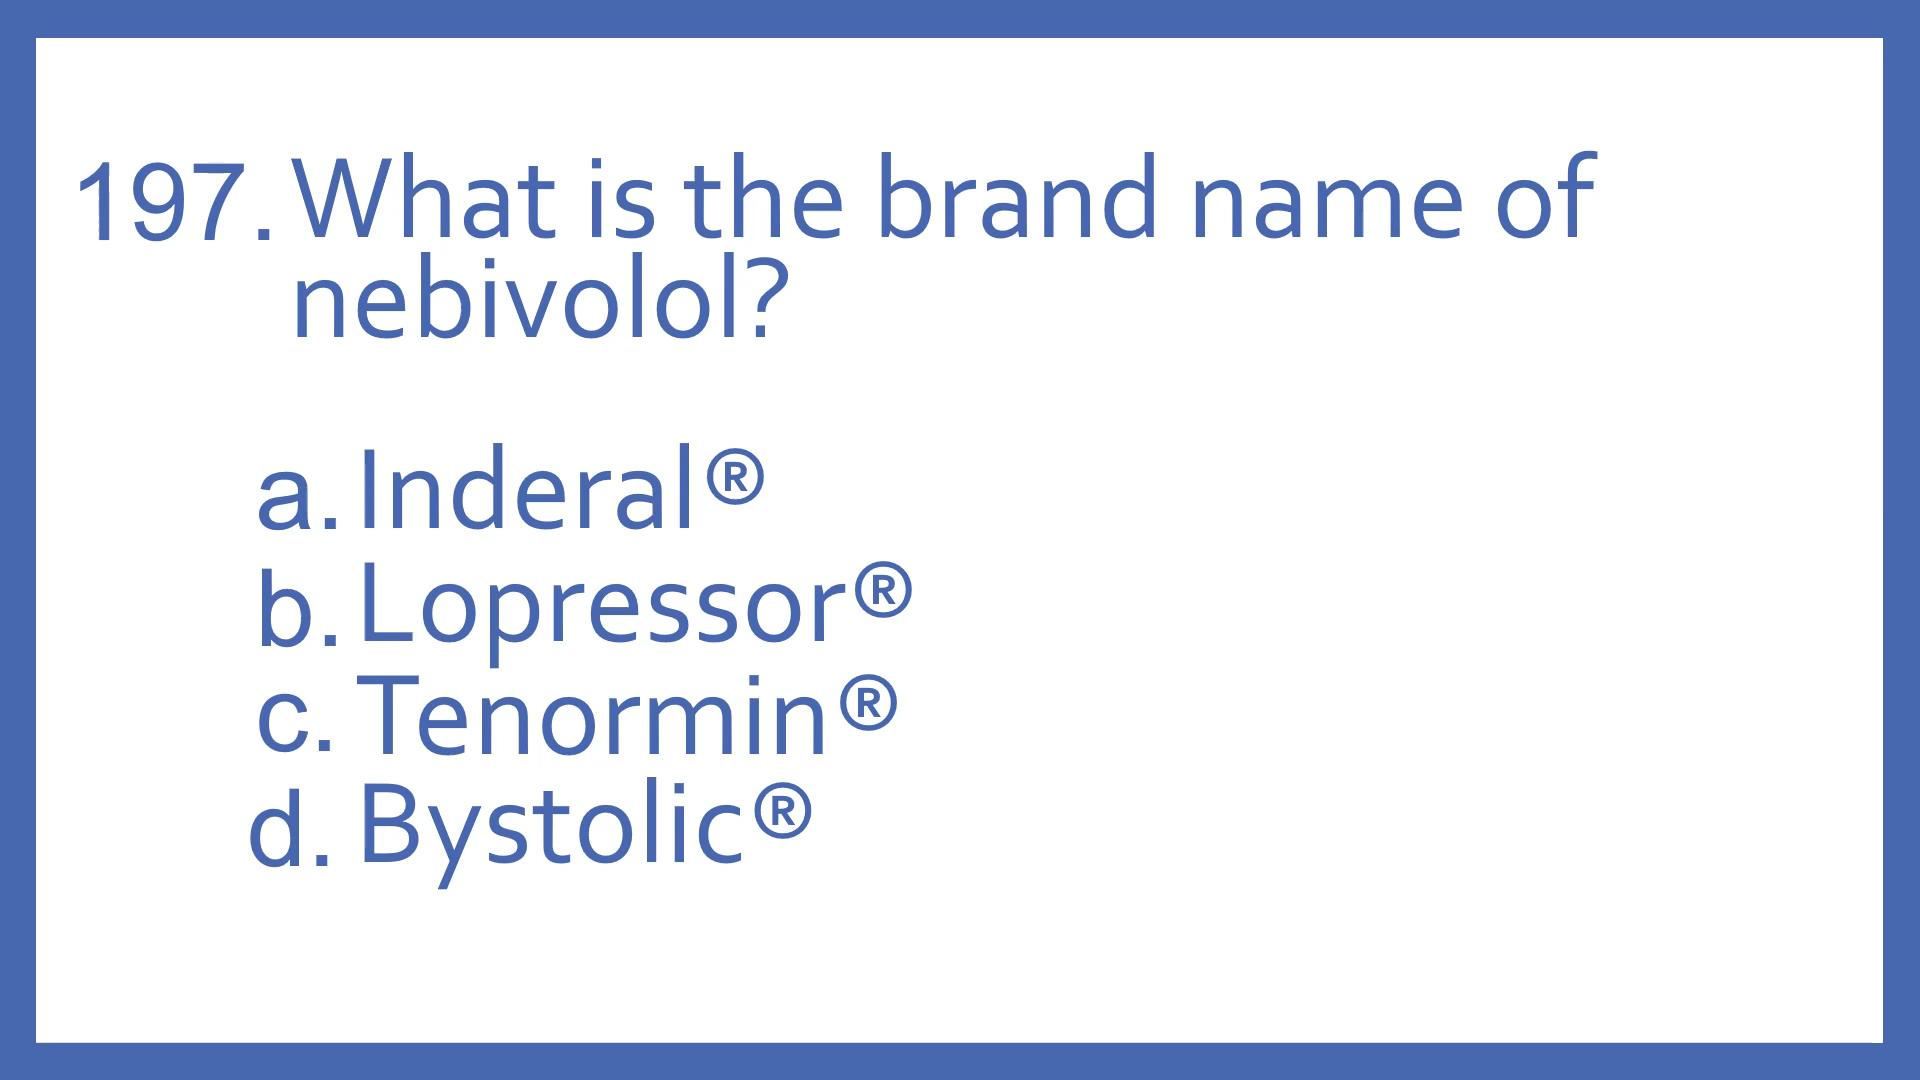 197. What is the brand name of
nebivolol?
a. Inderal®
b. Lopressor®
c. Tenormin®
d. Bystolic®